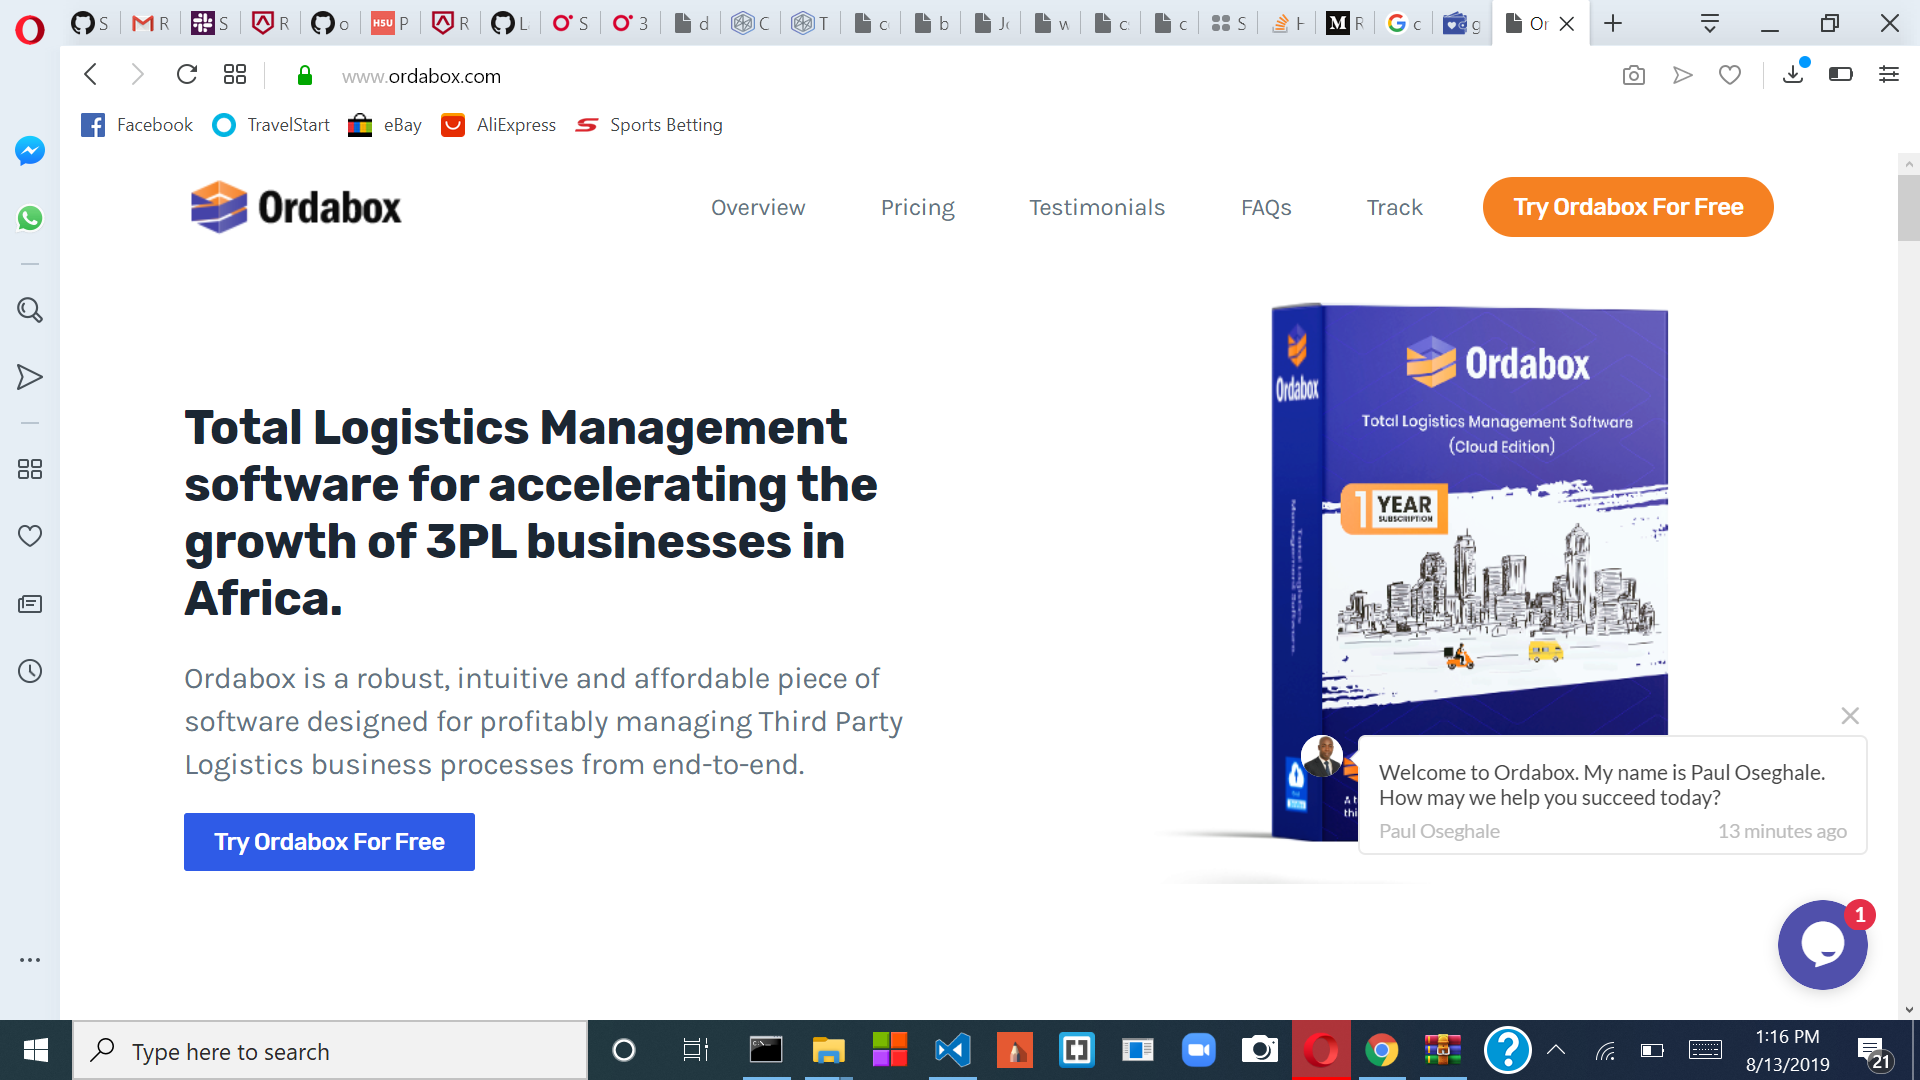 S
R
S
R
o
P
R
L
S
3
d
C
T
c
b
Jc
w
c
c
S
H
R
c
g
Or
www.ordabox.com
Facebook
TravelStart
eBay
AliExpress
Sports Betting
Ordabox
Overview
Pricing
Testimonials
FAQs
Track
Try Ordabox For Free
Total Logistics Management
software for accelerating the
growth of 3PL businesses in
Africa.
Ordabox is a robust, intuitive and affordable piece of
software designed for profitably managing Third Party
Logistics business processes from end-to-end.
Try Ordabox For Free
Ordabox
Ordabox
Total Logistics Management Software
(Cloud Edition)
1 YEAR
SUBSCRIPTION
Total Logistics
Management Software.
Welcome to Ordabox. My name is Paul Oseghale.
How may we help you succeed today?
Paul Oseghale
13 minutes ago
1
Type here to search
1:16 PM
8/13/2019
21